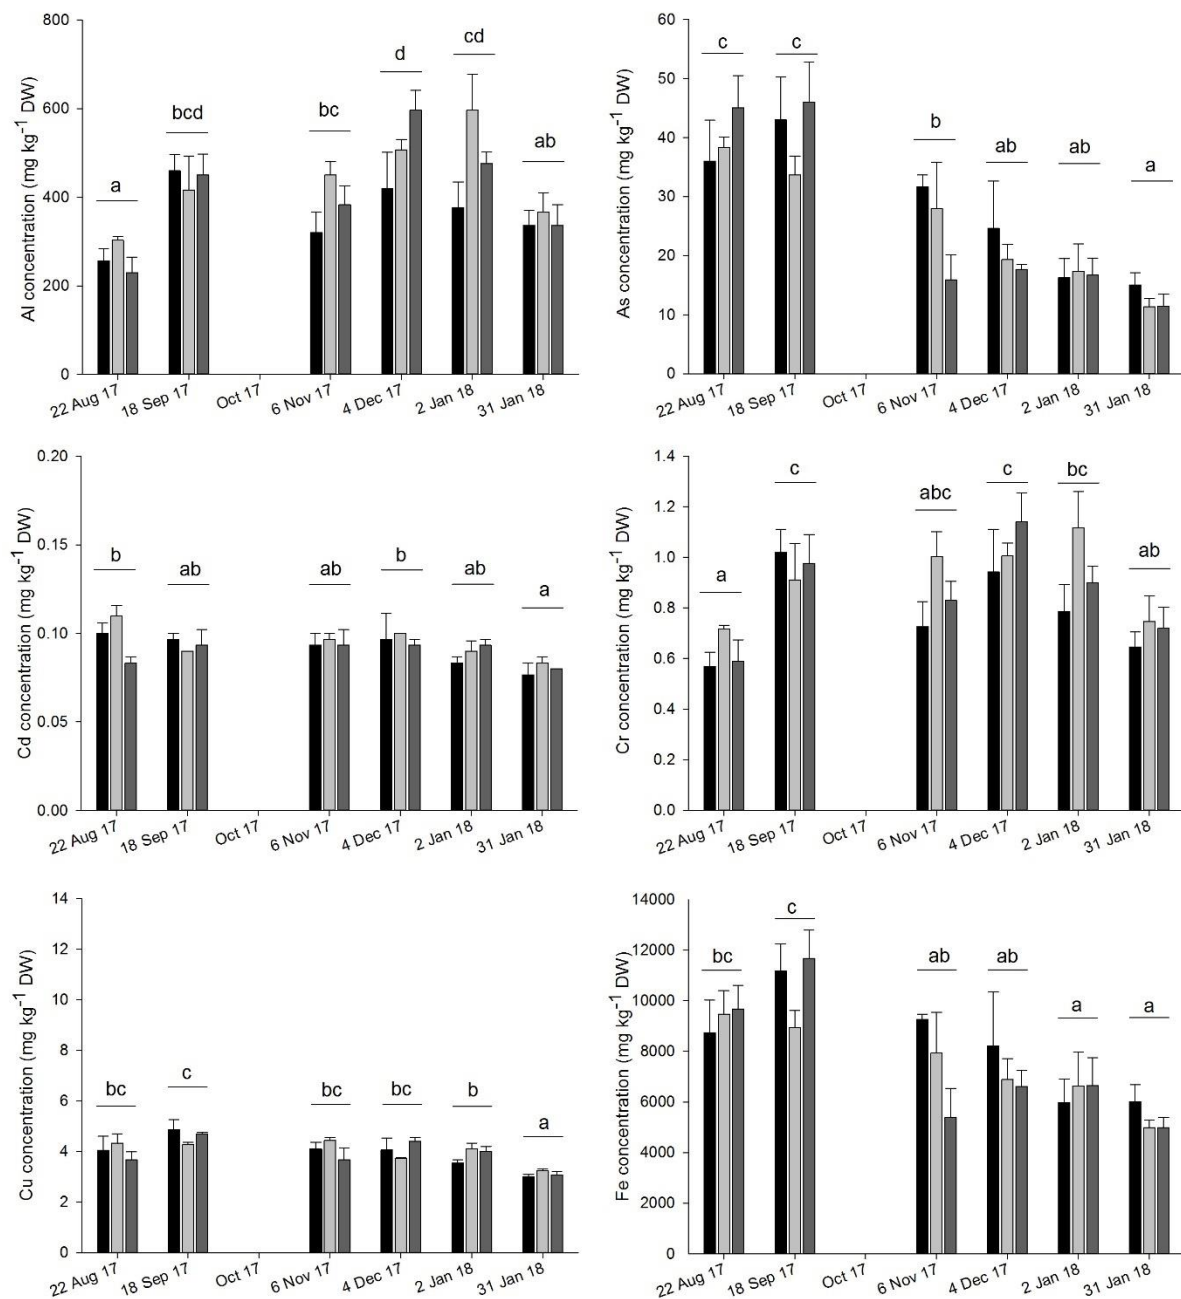 Al concentration (mg kg⁻¹ DW)
800
600
400
200
0
a
bcd
bc
d
cd
ab
22 Aug 17
18 Sep 17
Oct 17
6 Nov 17
4 Dec 17
2 Jan 18
31 Jan 18
As concentration (mg kg⁻¹ DW)
60
50
40
30
20
10
0
c
c
b
ab
ab
a
22 Aug 17
18 Sep 17
Oct 17
6 Nov 17
4 Dec 17
2 Jan 18
31 Jan 18
Cd concentration (mg kg⁻¹ DW)
0.20
0.15
0.10
0.05
0.00
b
ab
ab
b
ab
a
22 Aug 17
18 Sep 17
Oct 17
6 Nov 17
4 Dec 17
2 Jan 18
31 Jan 18
Cr concentration (mg kg⁻¹ DW)
1.4
1.2
1.0
0.8
0.6
0.4
0.2
0.0
a
c
abc
c
bc
ab
22 Aug 17
18 Sep 17
Oct 17
6 Nov 17
4 Dec 17
2 Jan 18
31 Jan 18
Cu concentration (mg kg⁻¹ DW)
14
12
10
8
6
4
2
0
bc
c
bc
bc
b
a
22 Aug 17
18 Sep 17
Oct 17
6 Nov 17
4 Dec 17
2 Jan 18
31 Jan 18
Fe concentration (mg kg⁻¹ DW)
14000
12000
10000
8000
6000
4000
2000
0
bc
c
ab
ab
a
a
22 Aug 17
18 Sep 17
Oct 17
6 Nov 17
4 Dec 17
2 Jan 18
31 Jan 18